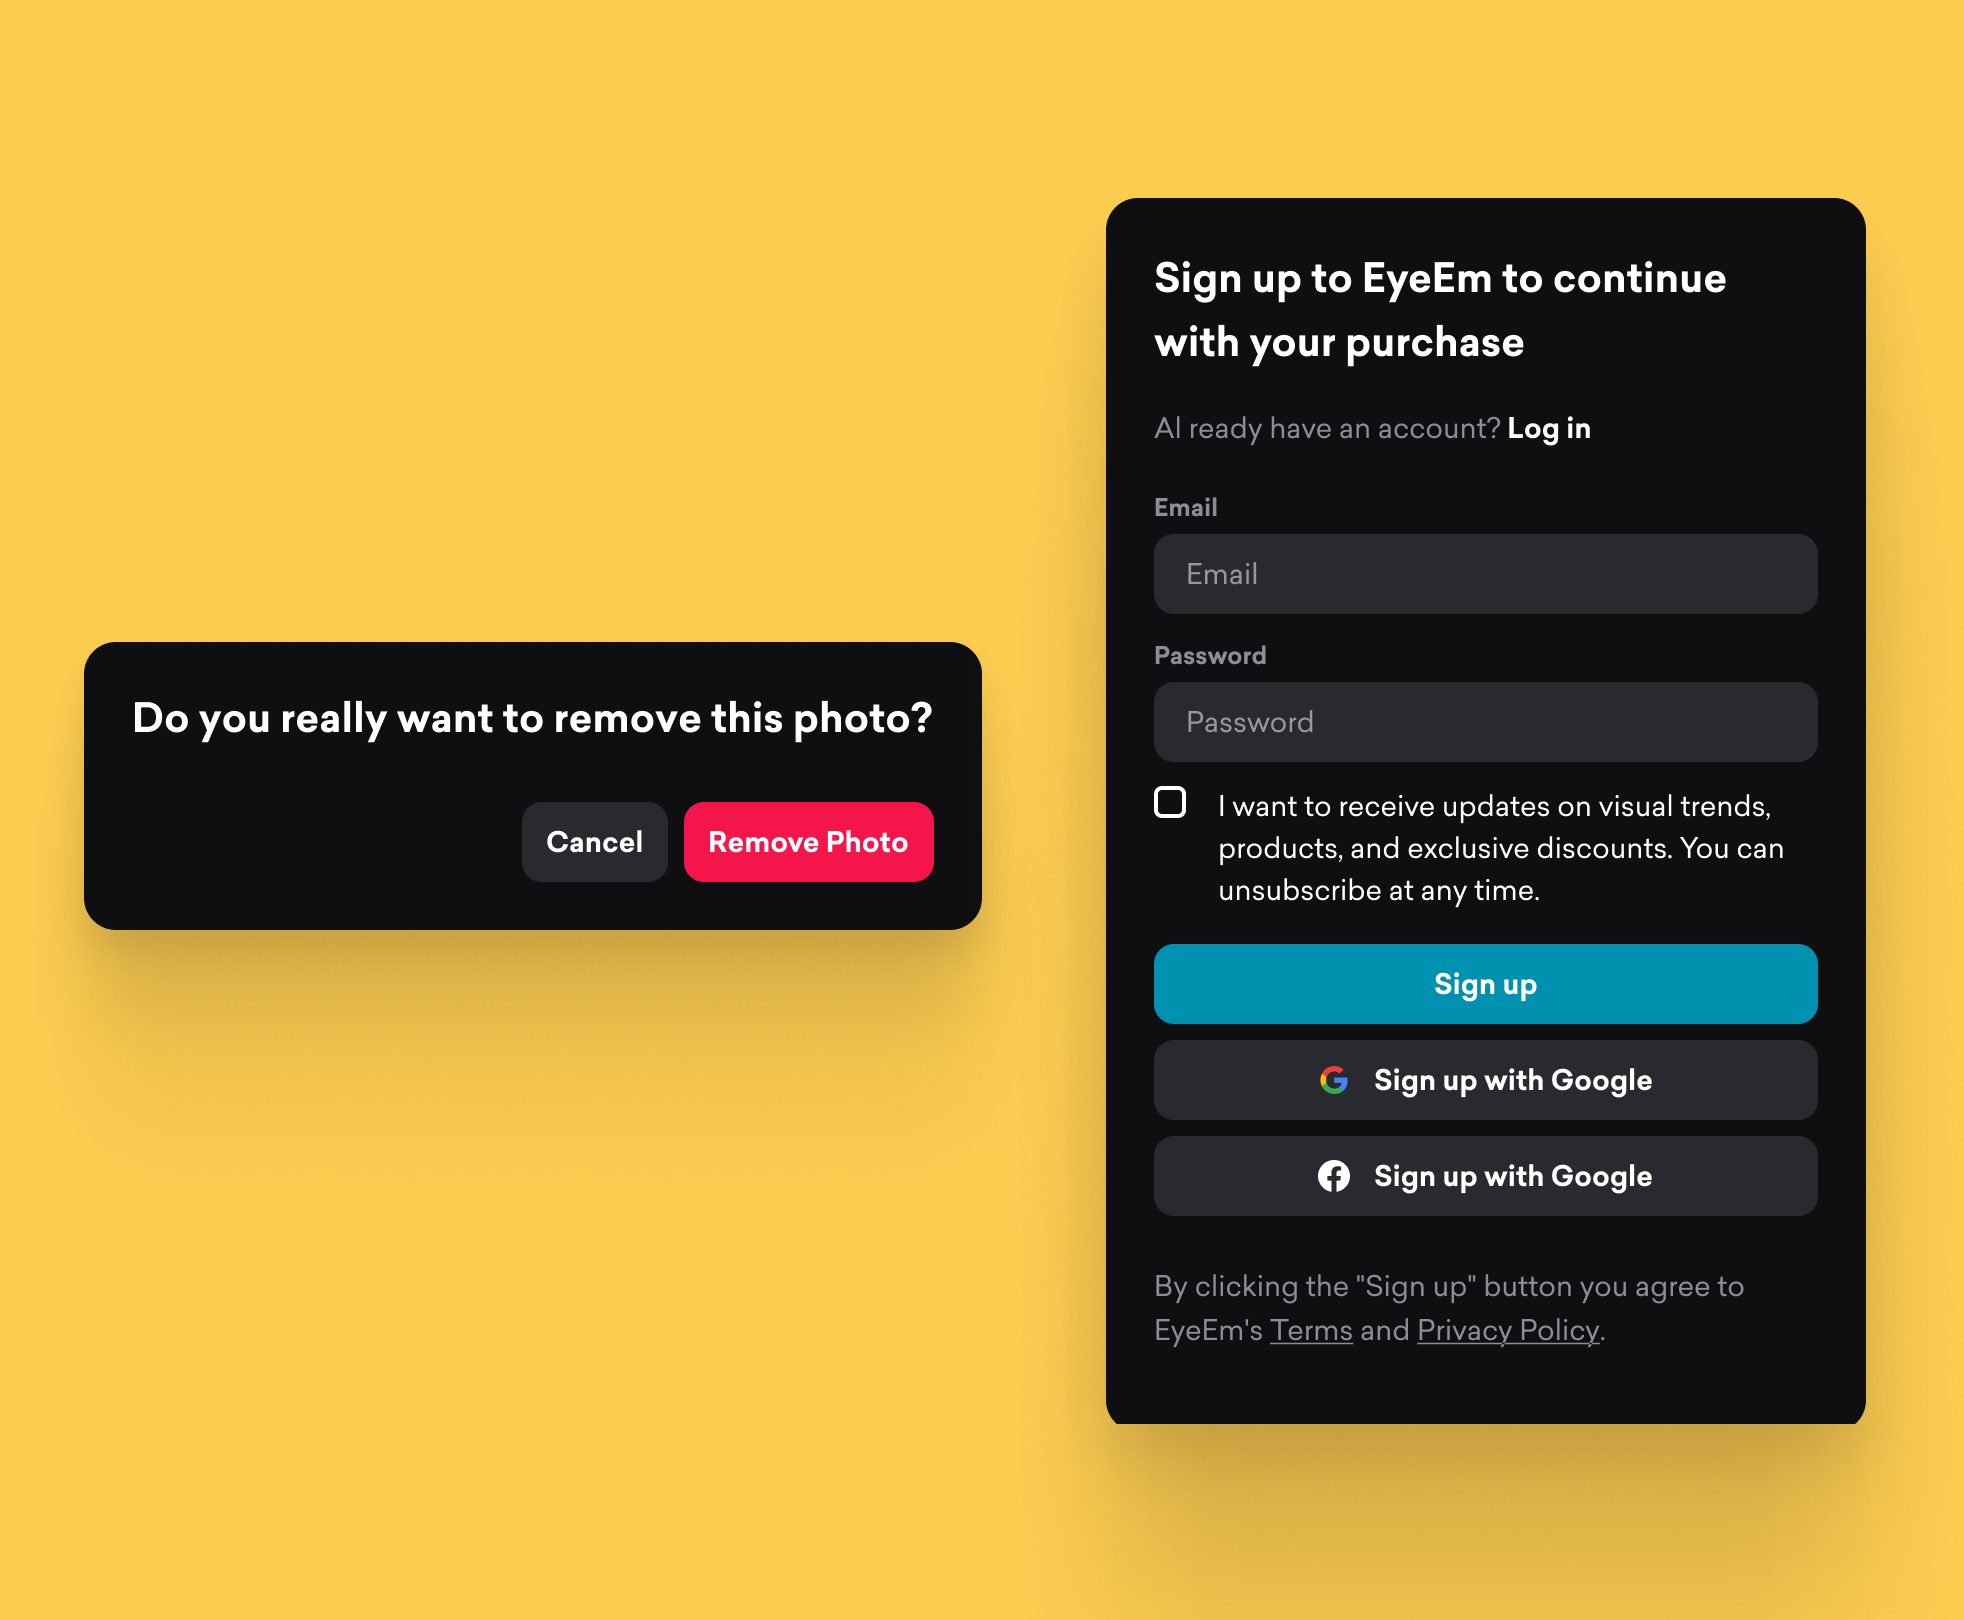 Do you really want to remove this photo?
Cancel
Remove Photo
Sign up to EyeEm to continue
with your purchase
Al ready have an account? Log in
Email
Email
Password
Password
I want to receive updates on visual trends,
products, and exclusive discounts. You can
unsubscribe at any time.
Sign up
Sign up with Google
Sign up with Google
By clicking the "Sign up" button you agree to
EyeEm's Terms and Privacy Policy.